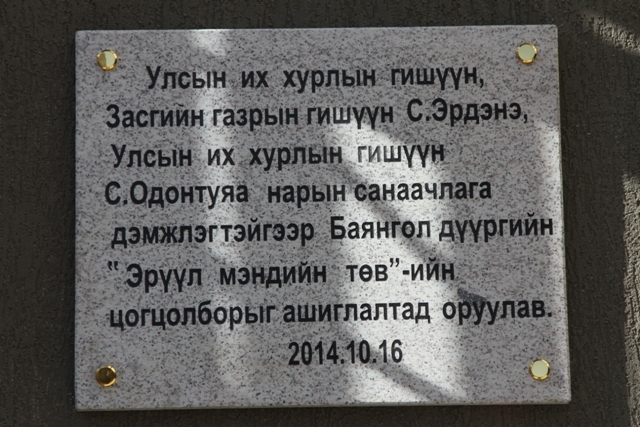 Улсын их хурлын гишүүн,
Засгийн газрын гишүүн С.Эрдэнэ,
Улсын их хурлын гишүүн
С.Одонтуяа нарын санаачлага
дэмжлэгтэйгээр Баянгол дүүргийн
“ Эрүүл мэндийн төв”-ийн
цогцолборыг ашиглалтад оруулав.
2014.10.16